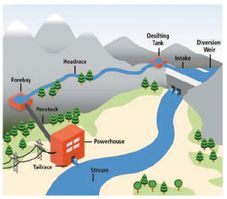 Desilting
Tank
Diversion
Weir
Intake
Headrace
Forebay
Penstock
Powerhouse
Tailrace
Stream